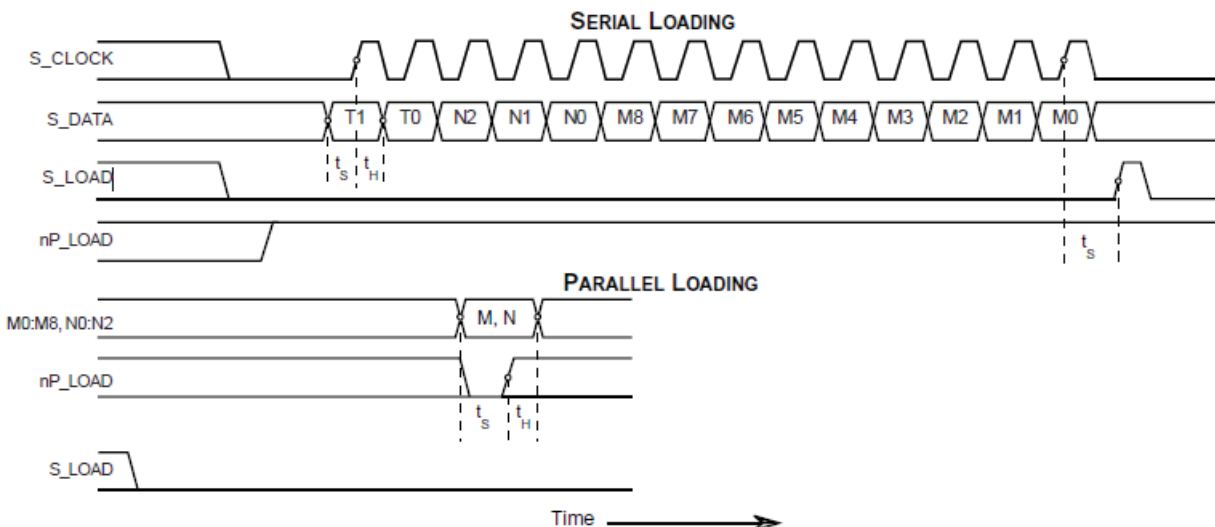 SERIAL LOADING
S_CLOCK
S_DATA
T1 T0 N2 N1 N0 M8 M7 M6 M5 M4 M3 M2 M1 M0
tS tH
S_LOAD
nP_LOAD
tS
PARALLEL LOADING
M0:M8, N0:N2
M, N
nP_LOAD
tS tH
S_LOAD
Time